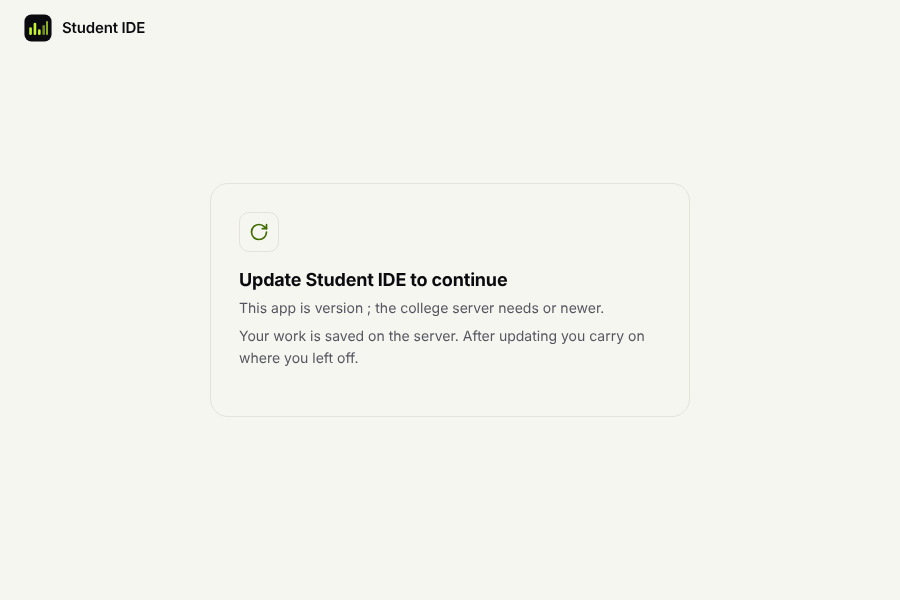 Student IDE
Update Student IDE to continue
This app is version ; the college server needs or newer.
Your work is saved on the server. After updating you carry on
where you left off.